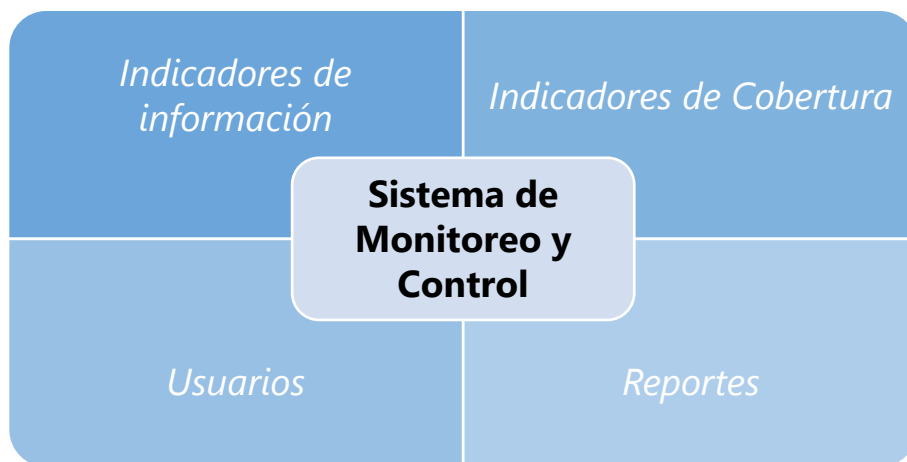 Indicadores de
información
Indicadores de Cobertura
Sistema de
Monitoreo y
Control
Usuarios
Reportes